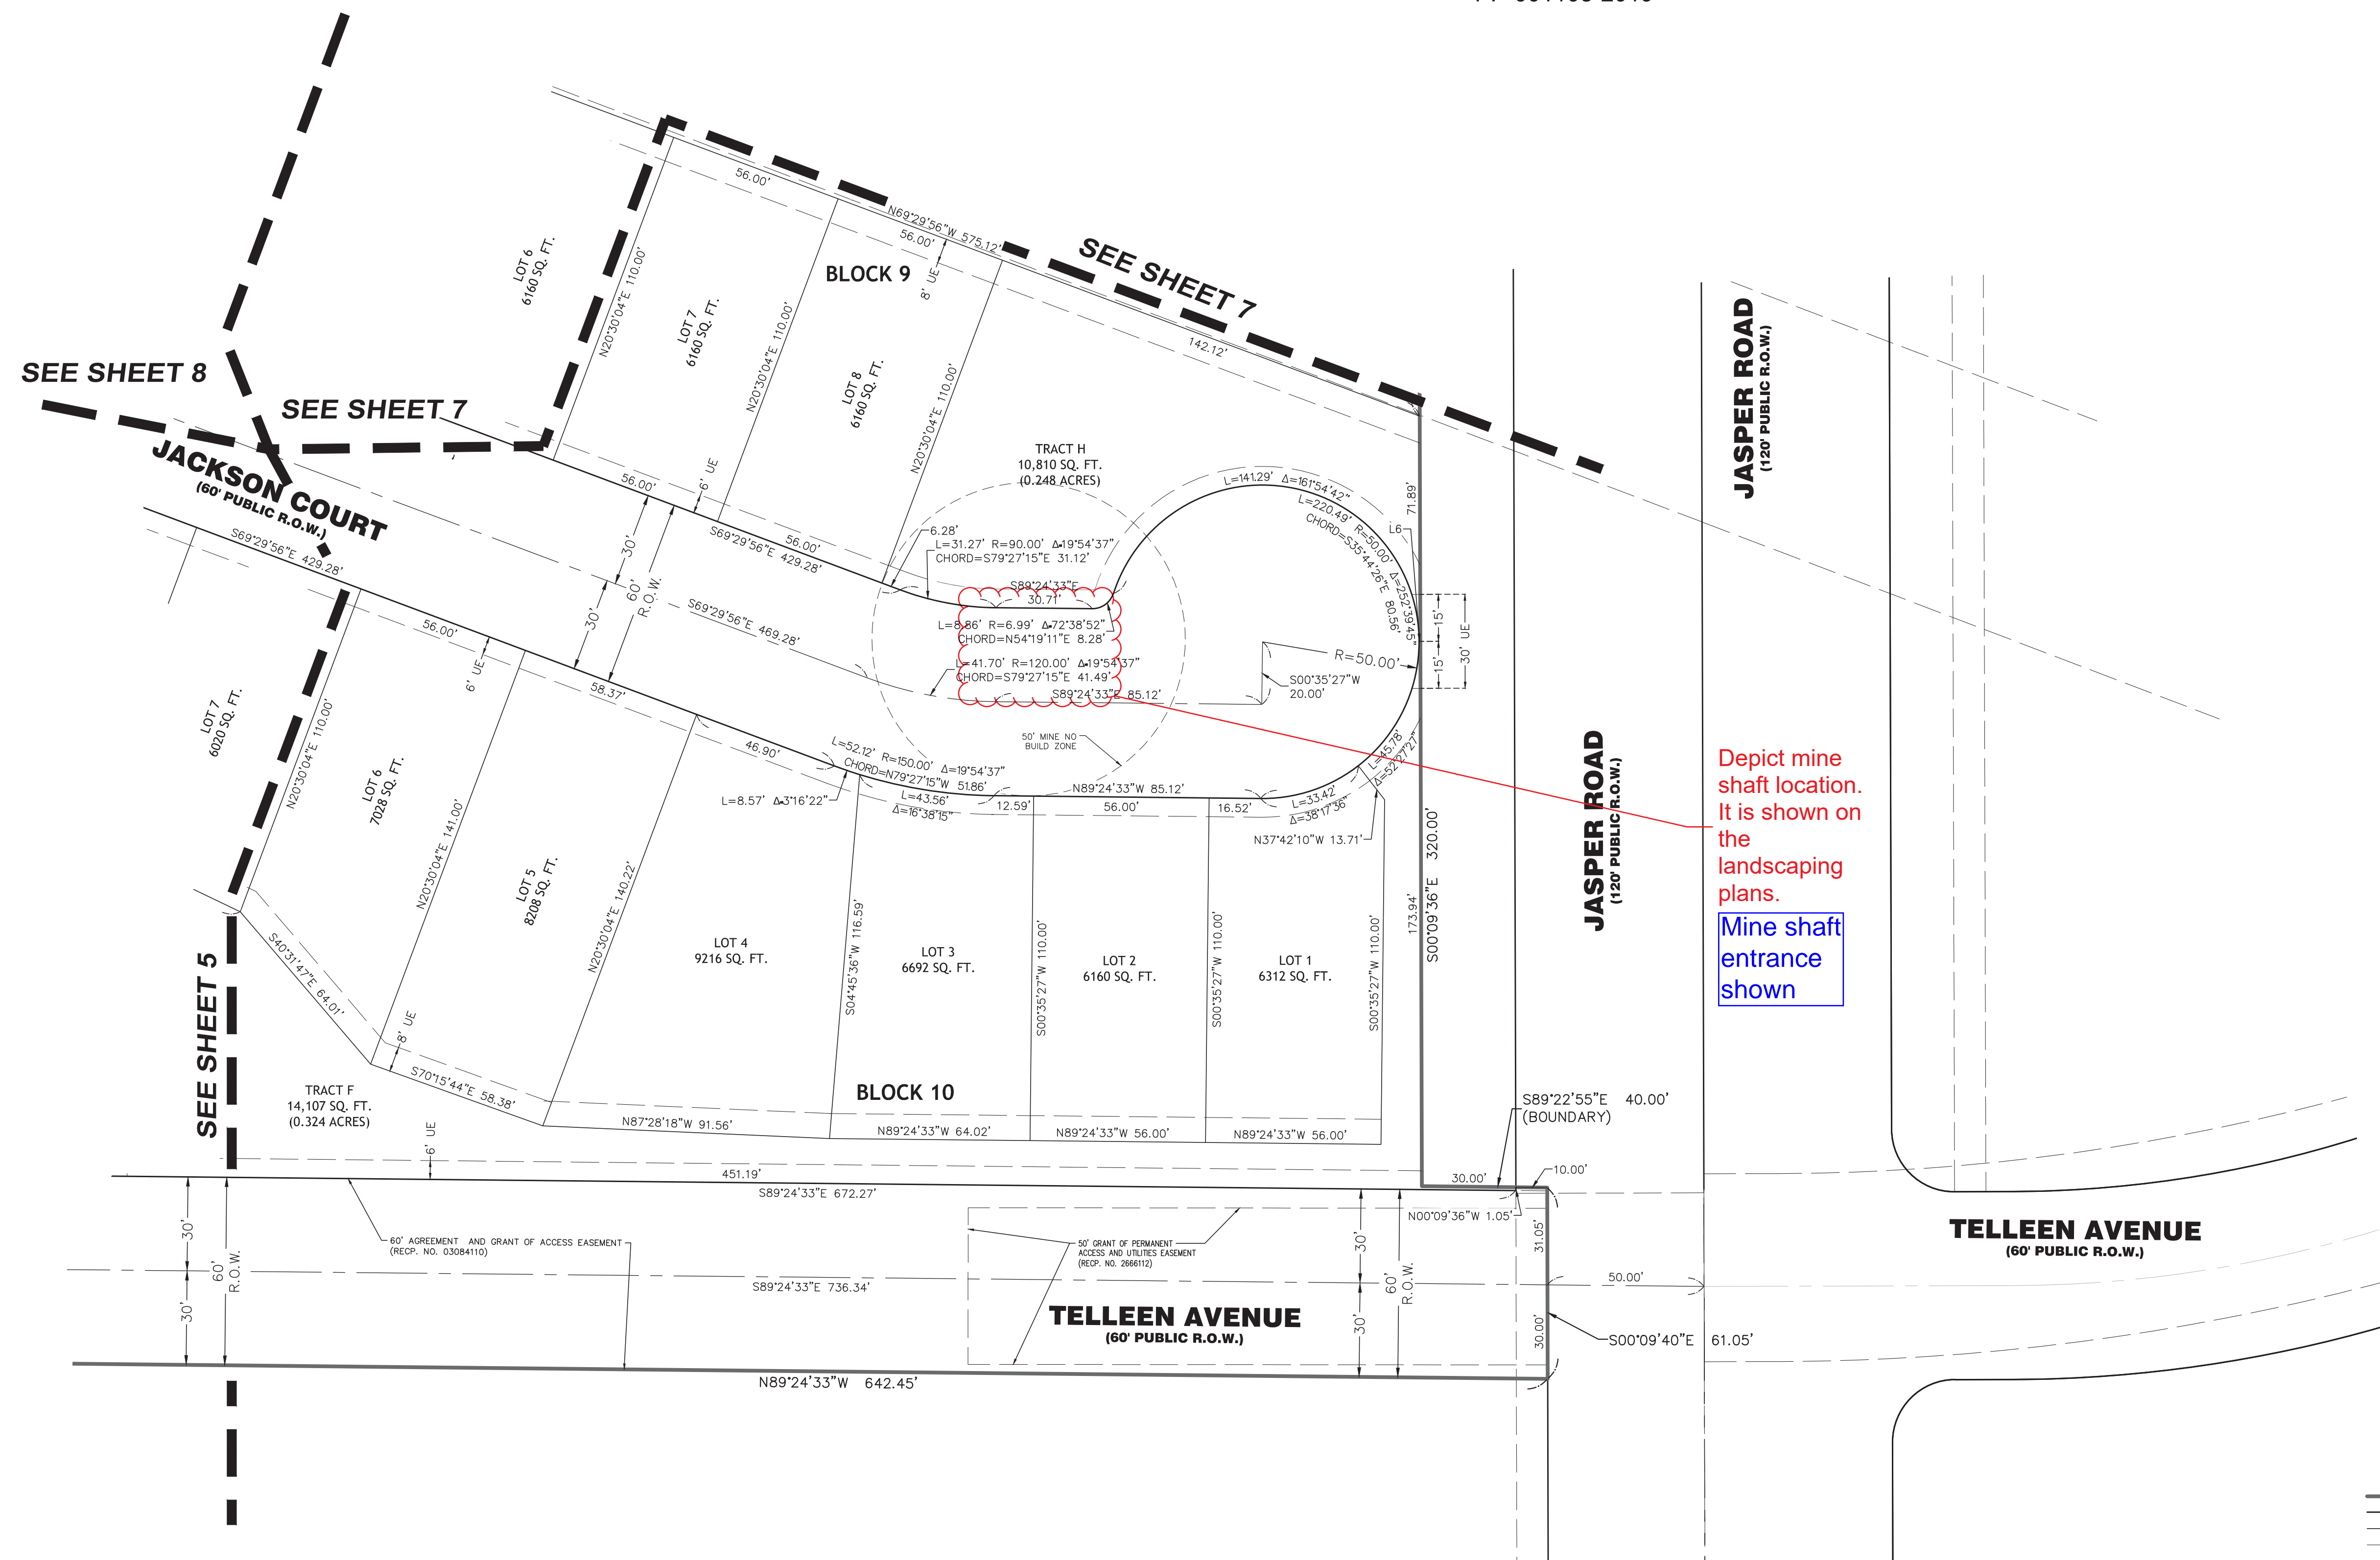 SEE SHEET 7
SEE SHEET 8
SEE SHEET 7
JACKSON COURT
(60' PUBLIC R.O.W.)
BLOCK 9
56.00'
N69°29'56"W 575.12'
56.00'
8' UE
142.12'
LOT 6
6160 SQ. FT.
N20°30'04"E 110.00'
LOT 7
6160 SQ. FT.
N20°30'04"E 110.00'
LOT 8
6160 SQ. FT.
N20°30'04"E 110.00'
TRACT H
10,810 SQ. FT.
(0.248 ACRES)
56.00'
6' UE
S69°29'56"E 429.28'
56.00'
6.28'
L=31.27' R=90.00' Δ=19°54'37"
CHORD=S79°27'15"E 31.12'
S89°24'33"E
30.71'
L=8.86' R=6.99' Δ=72°38'52"
CHORD=N54°19'11"E 8.28'
L=41.70' R=120.00' Δ=19°54'37"
CHORD=S79°27'15"E 41.49'
S89°24'33"E 85.12'
L=141.29' Δ=161°54'42"
L=220.49' R=50.00' Δ=252°39'45"
CHORD=S35°44'26"E 80.56'
L6
71.89'
15'
15'
30' UE
R=50.00'
S00°35'27"W
20.00'
50' MINE NO
BUILD ZONE
S69°29'56"E 429.28'
30'
30'
60'
R.O.W.
S69°29'56"E 469.28'
56.00'
6' UE
58.37'
46.90'
L=52.12' R=150.00' Δ=19°54'37"
CHORD=N79°27'15"W 51.86'
L=8.57' Δ=3°16'22"
L=43.56'
Δ=16°38'15"
12.59'
N89°24'33"W 85.12'
56.00'
16.52'
L=33.42'
Δ=38°17'36"
L=45.78'
Δ=52°27'27"
N37°42'10"W 13.71'
LOT 7
6020 SQ. FT.
N20°30'04"E 110.00'
LOT 6
7028 SQ. FT.
N20°30'04"E 141.00'
LOT 5
8208 SQ. FT.
N20°30'04"E 140.22'
LOT 4
9216 SQ. FT.
S04°45'36"W 116.59'
LOT 3
6692 SQ. FT.
S00°35'27"W 110.00'
LOT 2
6160 SQ. FT.
S00°35'27"W 110.00'
LOT 1
6312 SQ. FT.
S00°35'27"W 110.00'
173.94'
S00°09'36"E 320.00'
JASPER ROAD
(120' PUBLIC R.O.W.)
JASPER ROAD
(120' PUBLIC R.O.W.)
Depict mine
shaft location.
It is shown on
the
landscaping
plans.
Mine shaft
entrance
shown
SEE SHEET 5
S40°31'47"E 64.01'
8' UE
S70°15'44"E 58.38'
TRACT F
14,107 SQ. FT.
(0.324 ACRES)
BLOCK 10
N87°28'18"W 91.56'
N89°24'33"W 64.02'
N89°24'33"W 56.00'
N89°24'33"W 56.00'
S89°22'55"E 40.00'
(BOUNDARY)
6' UE
451.19'
S89°24'33"E 672.27'
30.00'
10.00'
N00°09'36"W 1.05'
30'
30'
60'
R.O.W.
60' AGREEMENT AND GRANT OF ACCESS EASEMENT
(RECP. NO. 03084110)
50' GRANT OF PERMANENT
ACCESS AND UTILITIES EASEMENT
(RECP. NO. 2666112)
S89°24'33"E 736.34'
30'
30'
60'
R.O.W.
31.05'
30.00'
50.00'
S00°09'40"E 61.05'
TELLEEN AVENUE
(60' PUBLIC R.O.W.)
TELLEEN AVENUE
(60' PUBLIC R.O.W.)
N89°24'33"W 642.45'